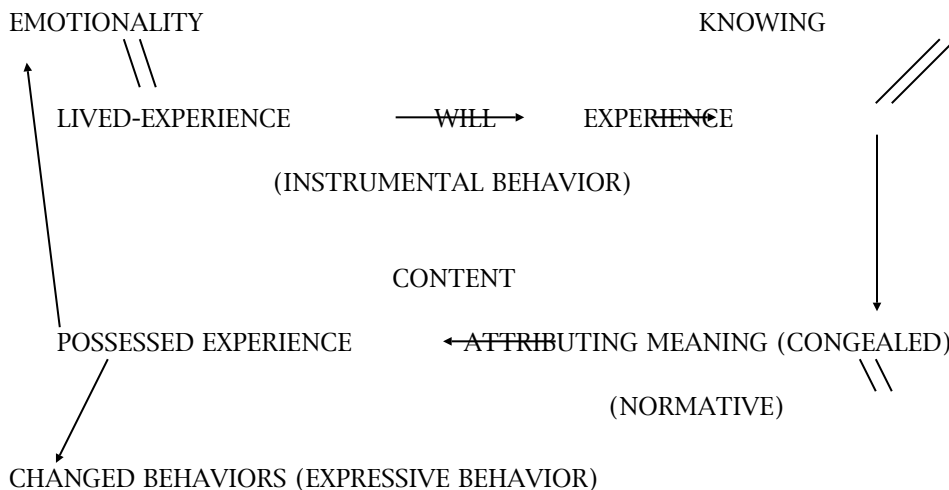 EMOTIONALITY KNOWING
LIVED-EXPERIENCE WILL EXPERIENCE
(INSTRUMENTAL BEHAVIOR)
CONTENT
POSSESSED EXPERIENCE ATTRIBUTING MEANING (CONGEALED)
(NORMATIVE)
CHANGED BEHAVIORS (EXPRESSIVE BEHAVIOR)